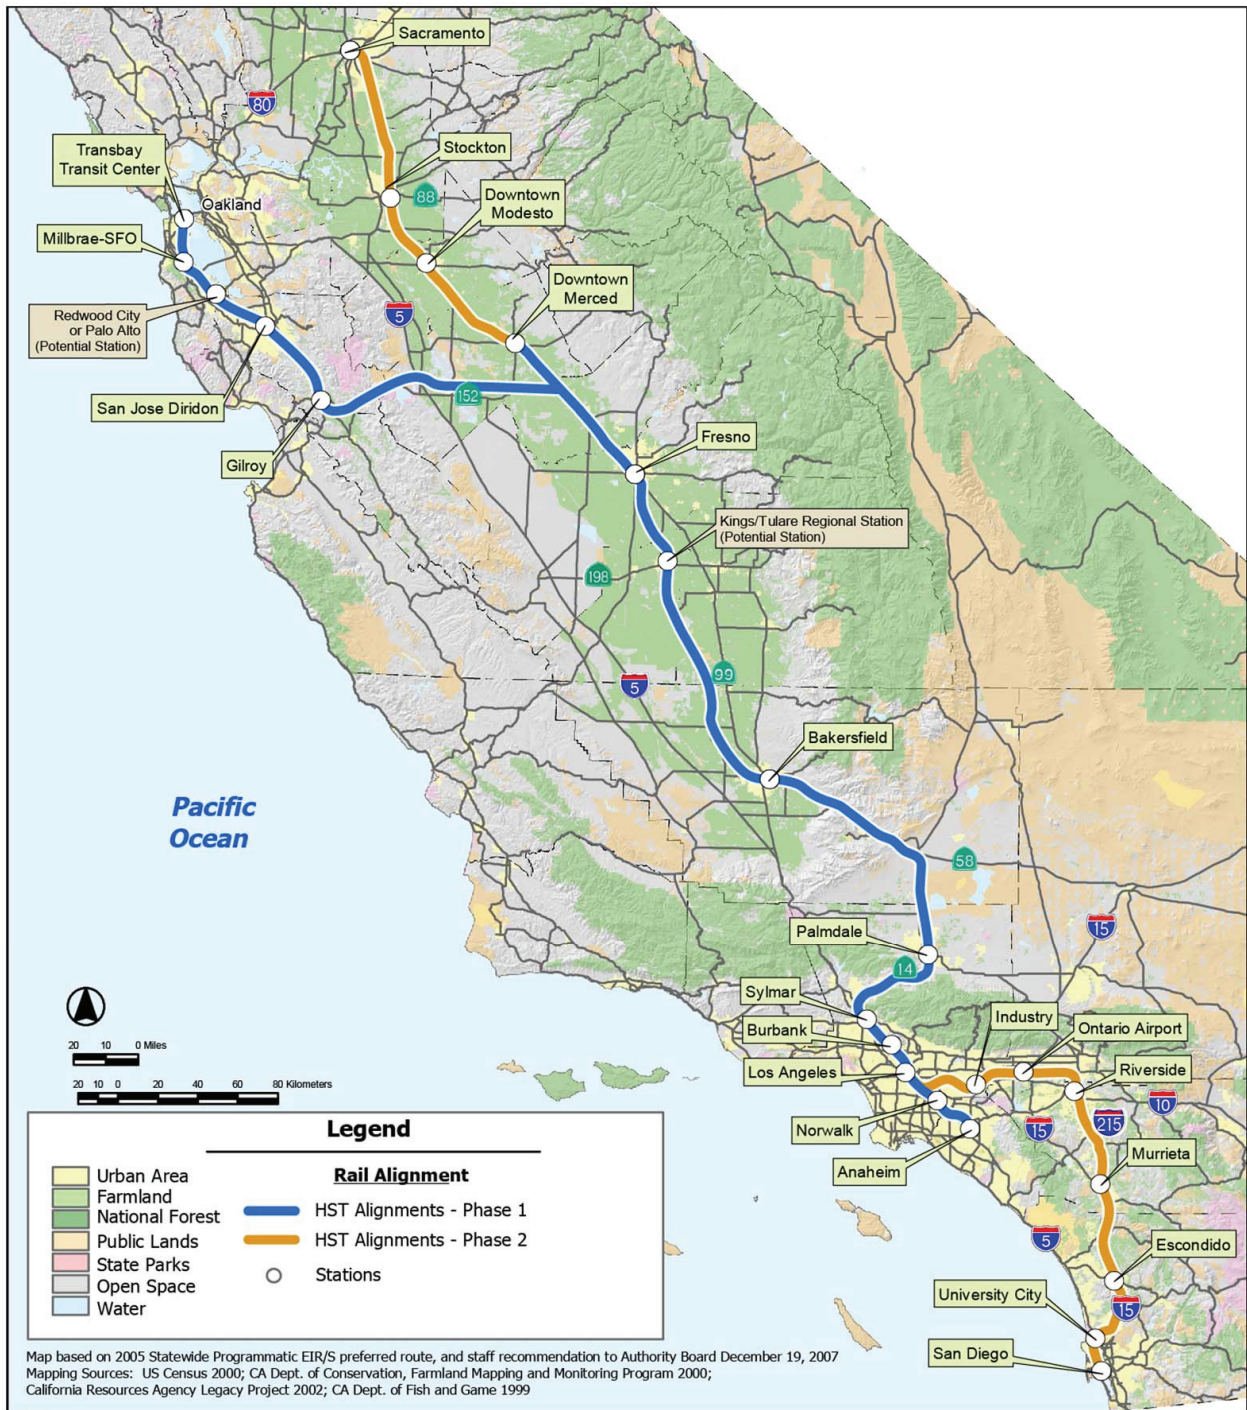 Sacramento
80
Transbay
Transit Center
Stockton
Oakland
88
Downtown
Modesto
Millbrae-SFO
Downtown
Merced
Redwood City
or Palo Alto
(Potential Station)
5
152
San Jose Diridon
Gilroy
Fresno
Kings/Tulare Regional Station
(Potential Station)
198
99
5
Bakersfield
Pacific
Ocean
58
15
Palmdale
14
Sylmar
Industry
Burbank
Ontario Airport
Los Angeles
Riverside
10
215
15
Norwalk
Anaheim
Murrieta
5
Escondido
University City
15
San Diego
20 10 0 Miles
20 10 0 20 40 60 80 Kilometers
Legend
Urban Area
Farmland
National Forest
Public Lands
State Parks
Open Space
Water
Rail Alignment
HST Alignments - Phase 1
HST Alignments - Phase 2
Stations
Map based on 2005 Statewide Programmatic EIR/S preferred route, and staff recommendation to Authority Board December 19, 2007
Mapping Sources: US Census 2000; CA Dept. of Conservation, Farmland Mapping and Monitoring Program 2000;
California Resources Agency Legacy Project 2002; CA Dept. of Fish and Game 1999